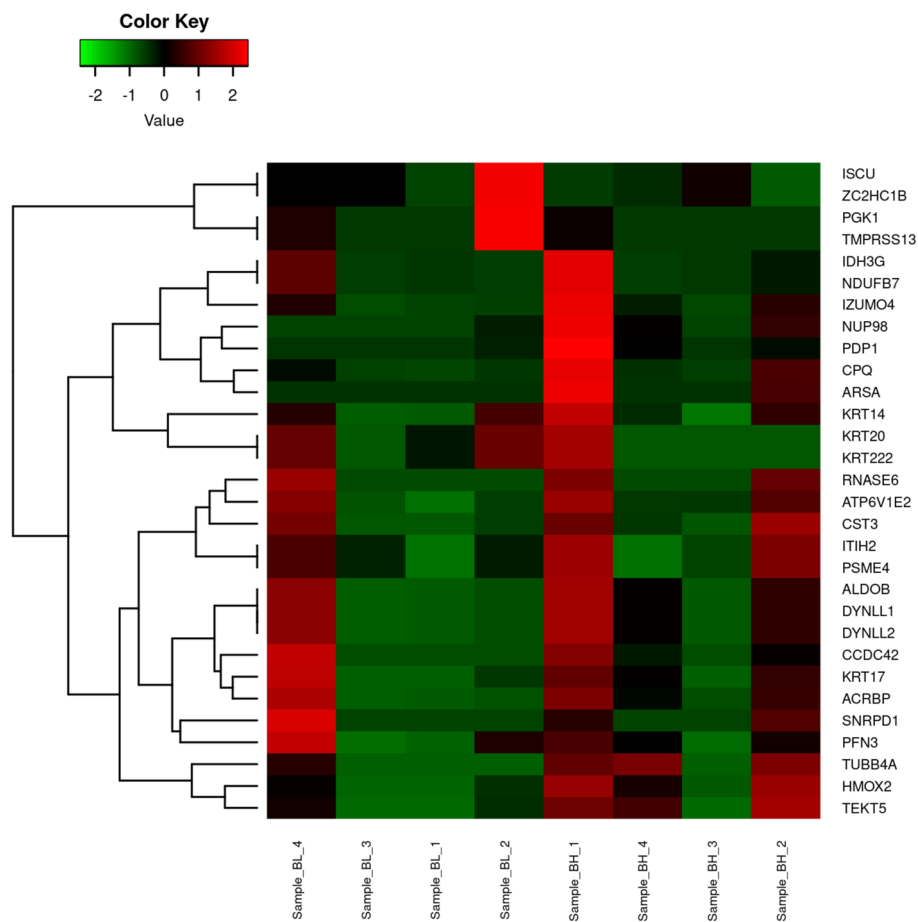 Color Key
-2 -1 0 1 2
Value
ISCU
ZC2HC1B
PGK1
TMPRSS13
IDH3G
NDUFB7
IZUMO4
NUP98
PDP1
CPQ
ARSA
KRT14
KRT20
KRT222
RNASE6
ATP6V1E2
CST3
ITIH2
PSME4
ALDOB
DYNLL1
DYNLL2
CCDC42
KRT17
ACRBP
SNRPD1
PFN3
TUBB4A
HMOX2
TEKT5
Sample_BL_4
Sample_BL_3
Sample_BL_1
Sample_BL_2
Sample_BH_1
Sample_BH_4
Sample_BH_3
Sample_BH_2